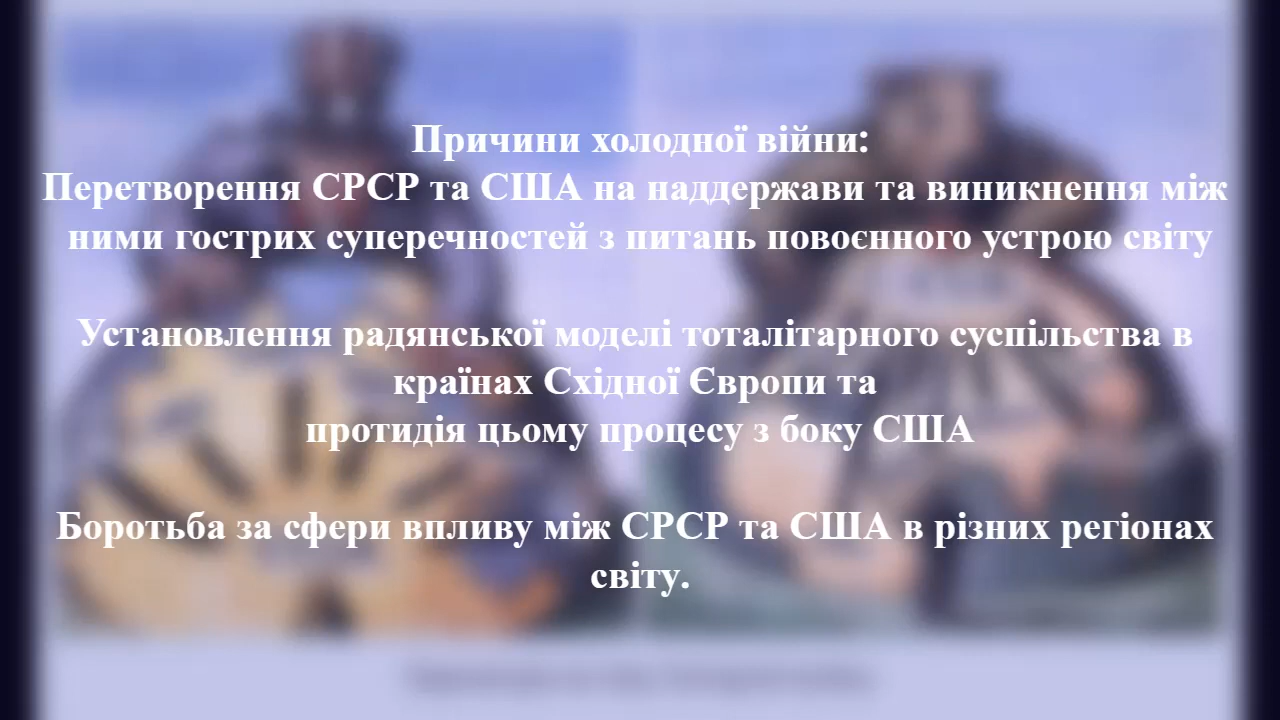 Причини холодної війни:
Перетворення СРСР та США на наддержави та виникнення між
ними гострих суперечностей з питань повоєнного устрою світу
Установлення радянської моделі тоталітарного суспільства в
країнах Східної Європи та
протидія цьому процесу з боку США
Боротьба за сфери впливу між СРСР та США в різних регіонах
світу.